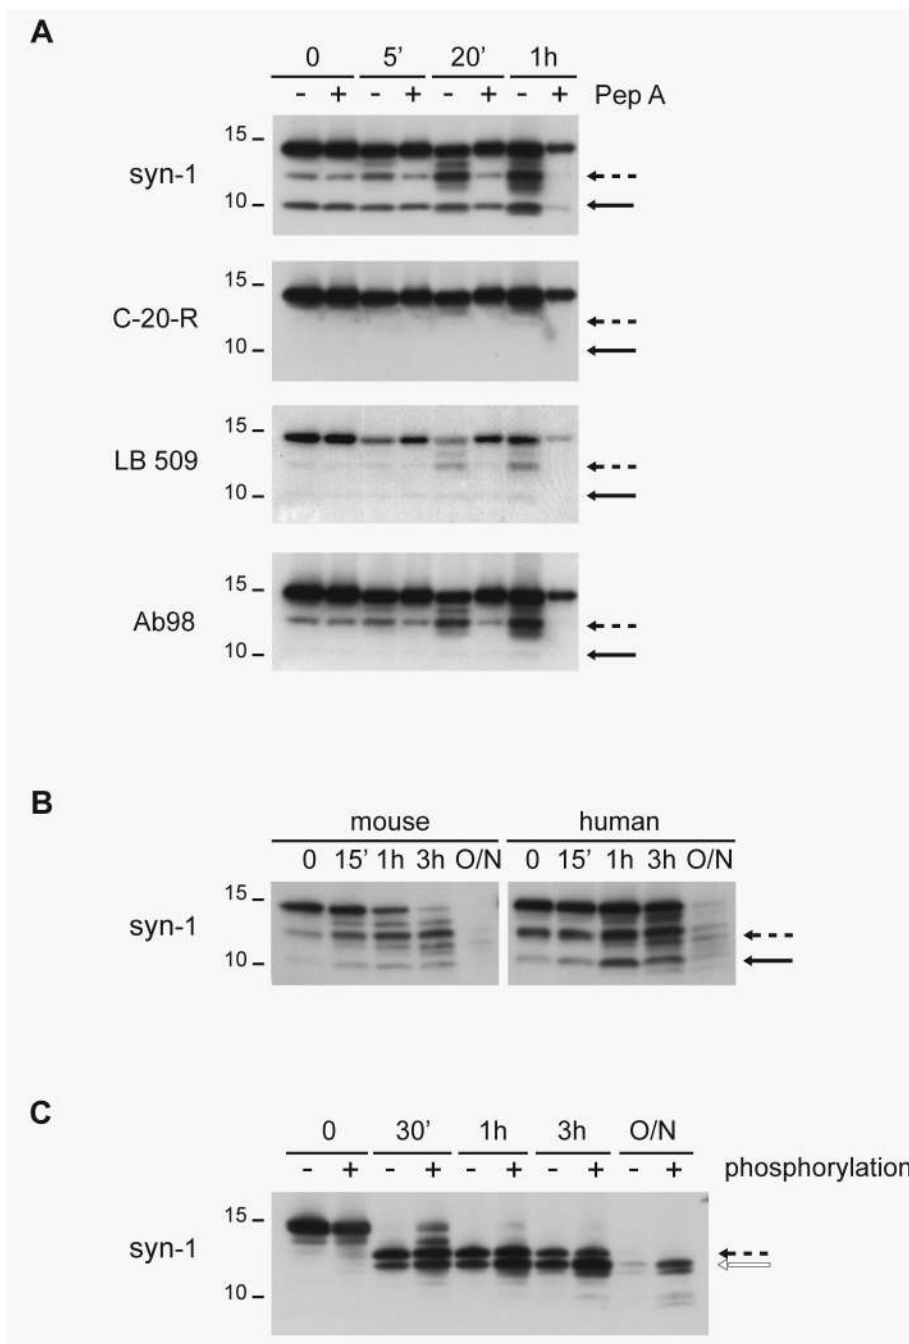 A
0 5' 20' 1h
- + - + - + - + Pep A
syn-1
15
10
C-20-R
15
10
LB 509
15
10
Ab98
15
10
B
mouse human
0 15' 1h 3h O/N 0 15' 1h 3h O/N
syn-1
15
10
C
0 30' 1h 3h O/N
- + - + - + - + - + phosphorylation
syn-1
15
10